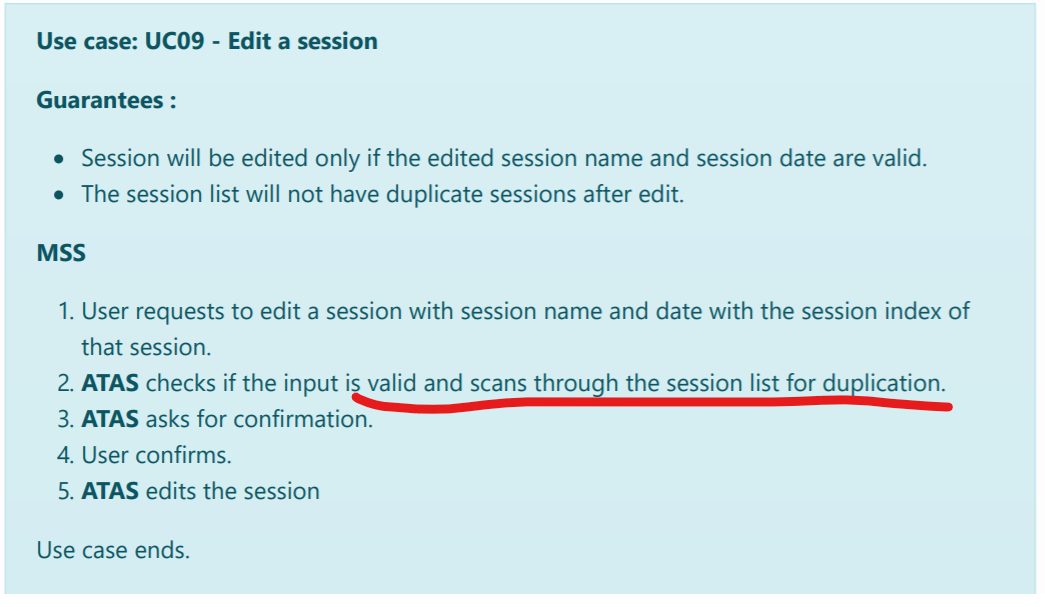 Use case: UC09 - Edit a session
Guarantees :
• Session will be edited only if the edited session name and session date are valid.
• The session list will not have duplicate sessions after edit.
MSS
1. User requests to edit a session with session name and date with the session index of
that session.
2. ATAS checks if the input is valid and scans through the session list for duplication.
3. ATAS asks for confirmation.
4. User confirms.
5. ATAS edits the session
Use case ends.